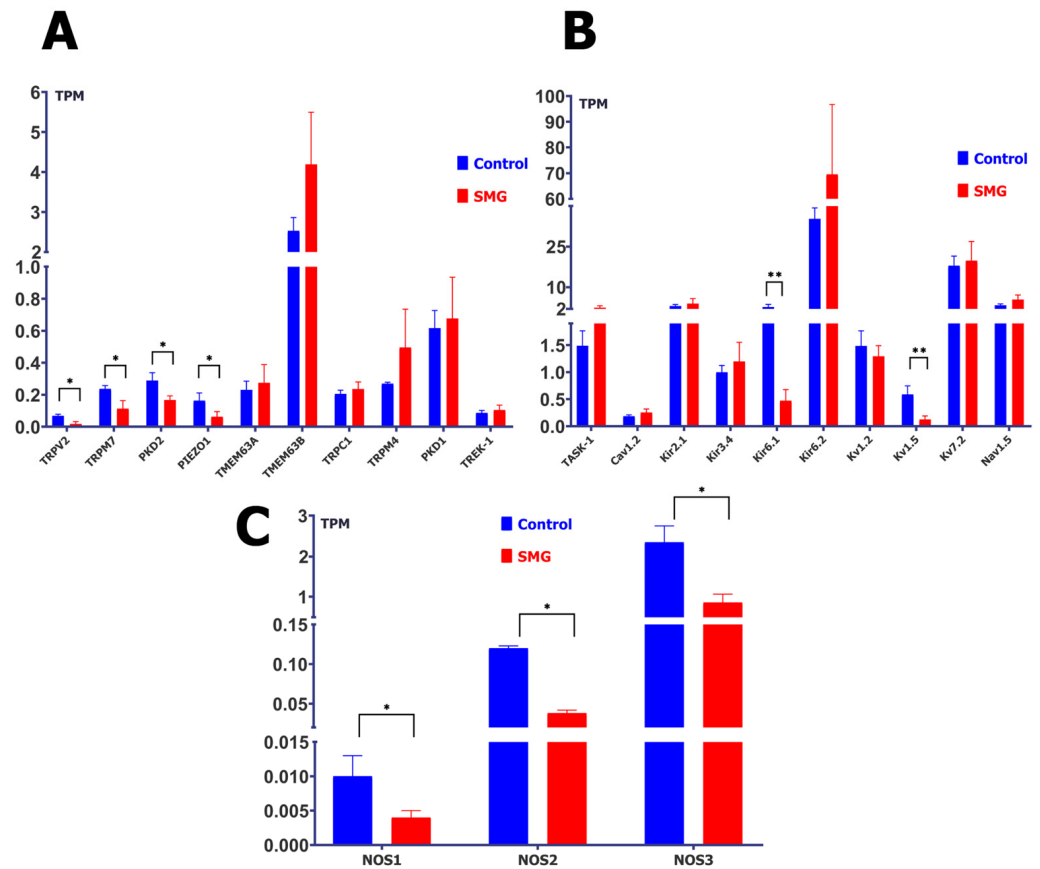 A
TPM
6
5
4
3
2
1.0
0.8
0.6
0.4
0.2
0.0
Control
SMG
*
*
*
*
TRPV2
TRPM7
PKD2
PIEZO1
TMEM63A
TMEM63B
TRPC1
TRPM4
PKD1
TREK-1
B
TPM
100
90
80
70
60
25
10
2
1.5
1.0
0.5
0.0
Control
SMG
**
**
TASK-1
Cav1.2
Kir2.1
Kir3.4
Kir6.1
Kir6.2
Kv1.2
Kv1.5
Kv7.2
Nav1.5
C
TPM
3
2
1
0.15
0.10
0.05
0.015
0.010
0.005
0.000
Control
SMG
*
*
*
NOS1
NOS2
NOS3